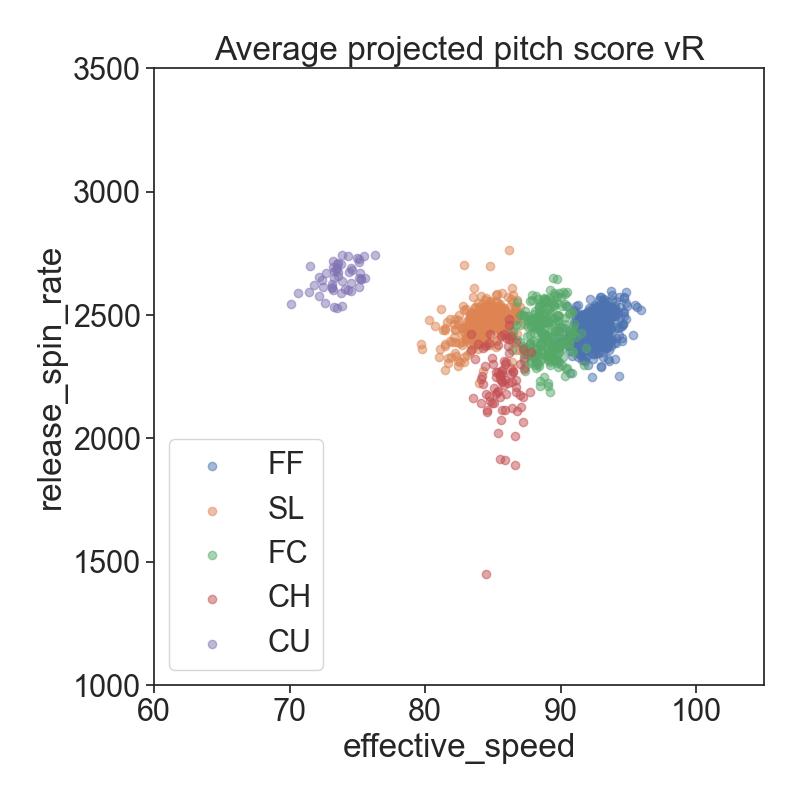 Average projected pitch score vR
3500
3000
2500
2000
1500
1000
release_spin_rate
FF
SL
FC
CH
CU
60 70 80 90 100
effective_speed